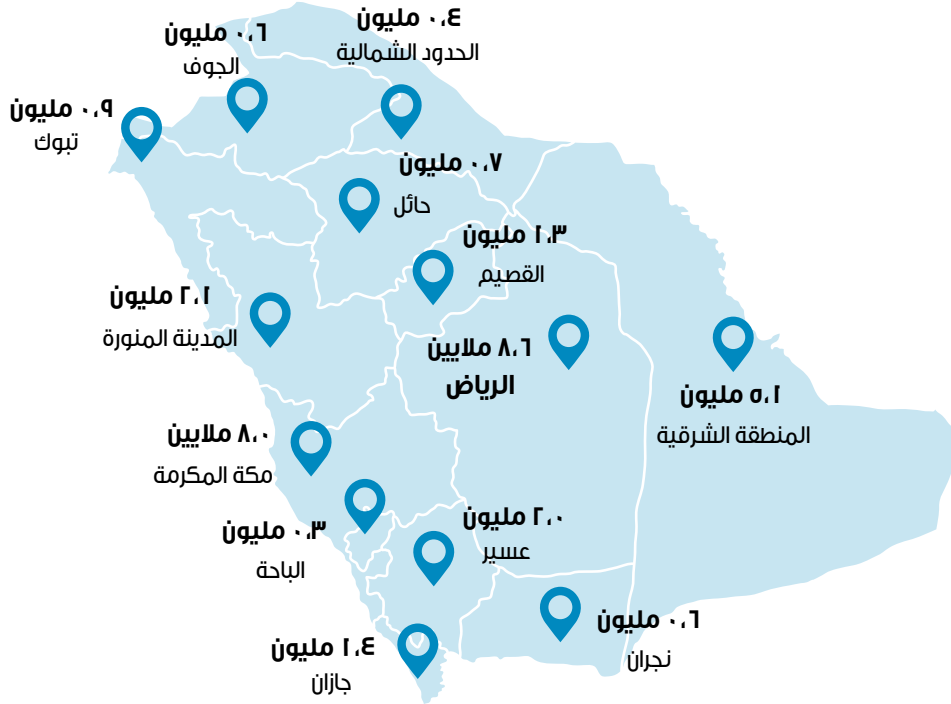 ٠,٤ مليون
الحدود الشمالية
٠,٦ مليون
الجوف
٠,٩ مليون
تبوك
٠,٧ مليون
حائل
١,٣ مليون
القصيم
٢,١ مليون
المدينة المنورة
٨,٦ ملايين
الرياض
٥,١ مليون
المنطقة الشرقية
٨,٠ ملايين
مكة المكرمة
٢,٠ مليون
عسير
٠,٣ مليون
الباحة
٠,٦ مليون
نجران
١,٤ مليون
جازان